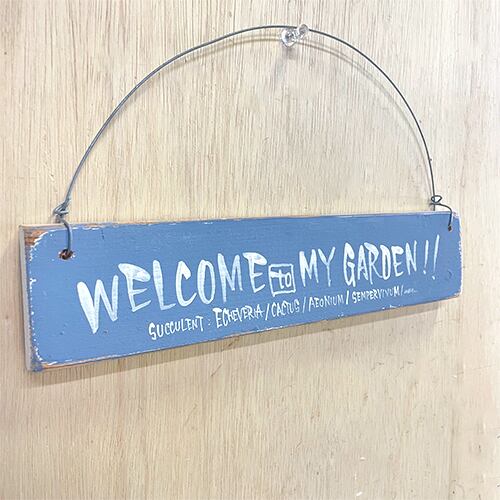 WELCOME to MY GARDEN!!
SUCCULENT : ECHEVERIA / CACTUS / AEONIUM / SEMPERVIVUM /